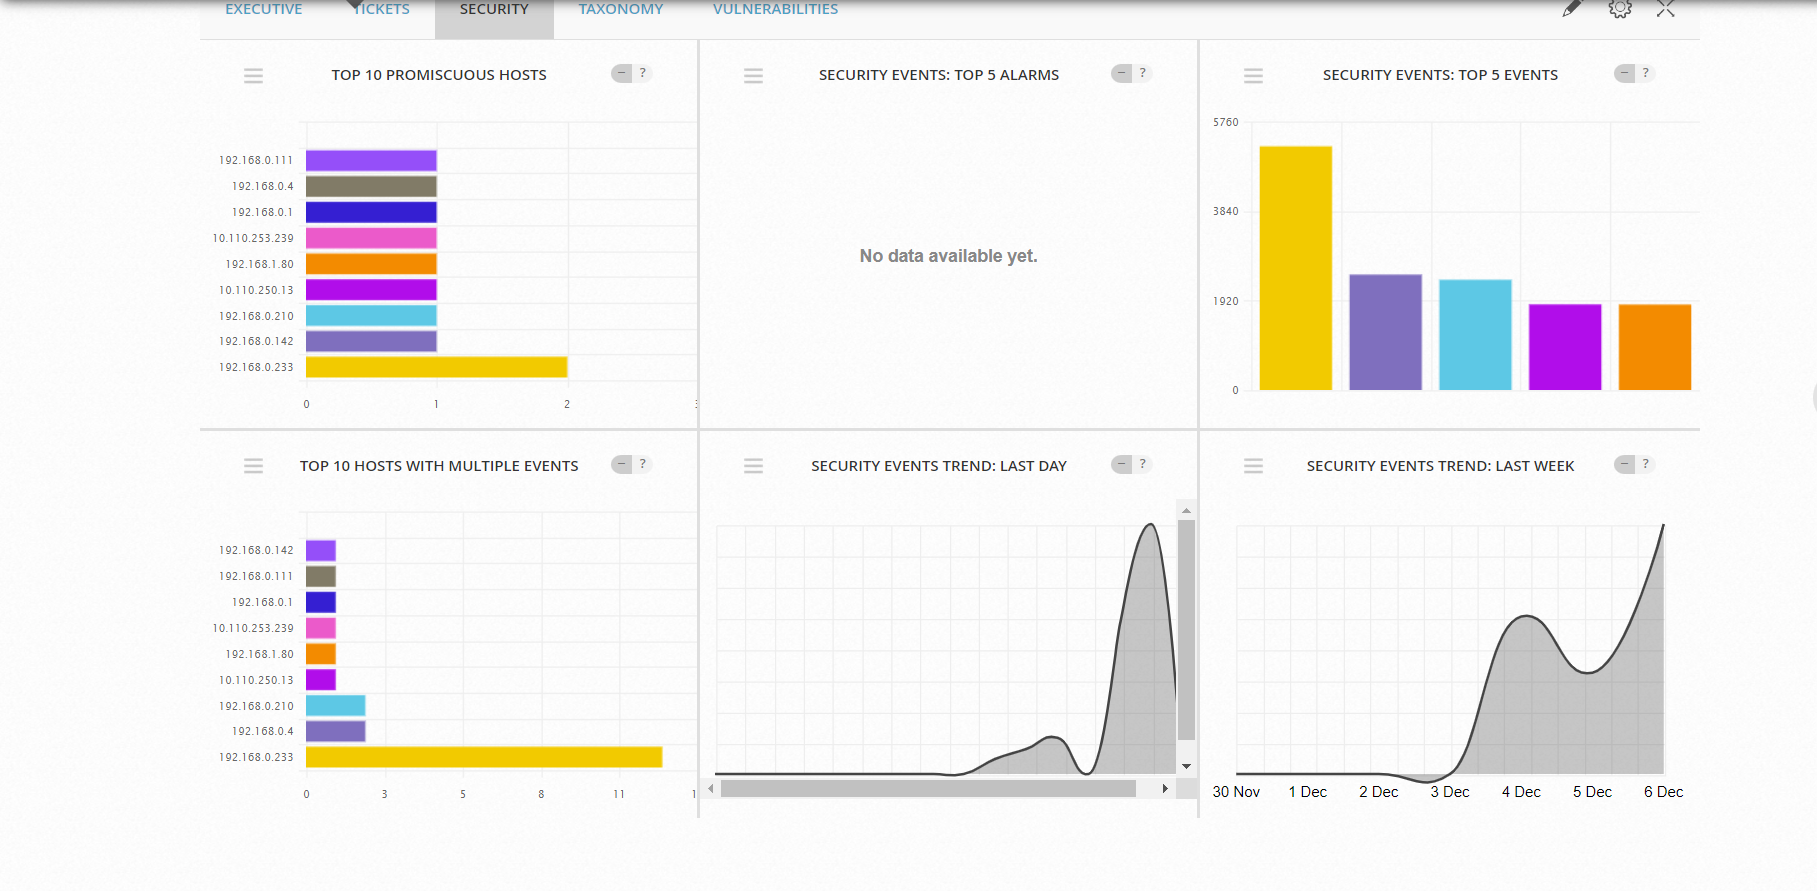 EXECUTIVE TICKETS SECURITY TAXONOMY VULNERABILITIES
TOP 10 PROMISCUOUS HOSTS − ?
192.168.0.111
192.168.0.4
192.168.0.1
10.110.253.239
192.168.1.80
10.110.250.13
192.168.0.210
192.168.0.142
192.168.0.233
0 1 2
SECURITY EVENTS: TOP 5 ALARMS − ?
No data available yet.
SECURITY EVENTS: TOP 5 EVENTS − ?
5760
3840
1920
0
TOP 10 HOSTS WITH MULTIPLE EVENTS − ?
192.168.0.142
192.168.0.111
192.168.0.1
10.110.253.239
192.168.1.80
10.110.250.13
192.168.0.210
192.168.0.4
192.168.0.233
0 3 5 8 11
SECURITY EVENTS TREND: LAST DAY − ?
SECURITY EVENTS TREND: LAST WEEK − ?
30 Nov 1 Dec 2 Dec 3 Dec 4 Dec 5 Dec 6 Dec